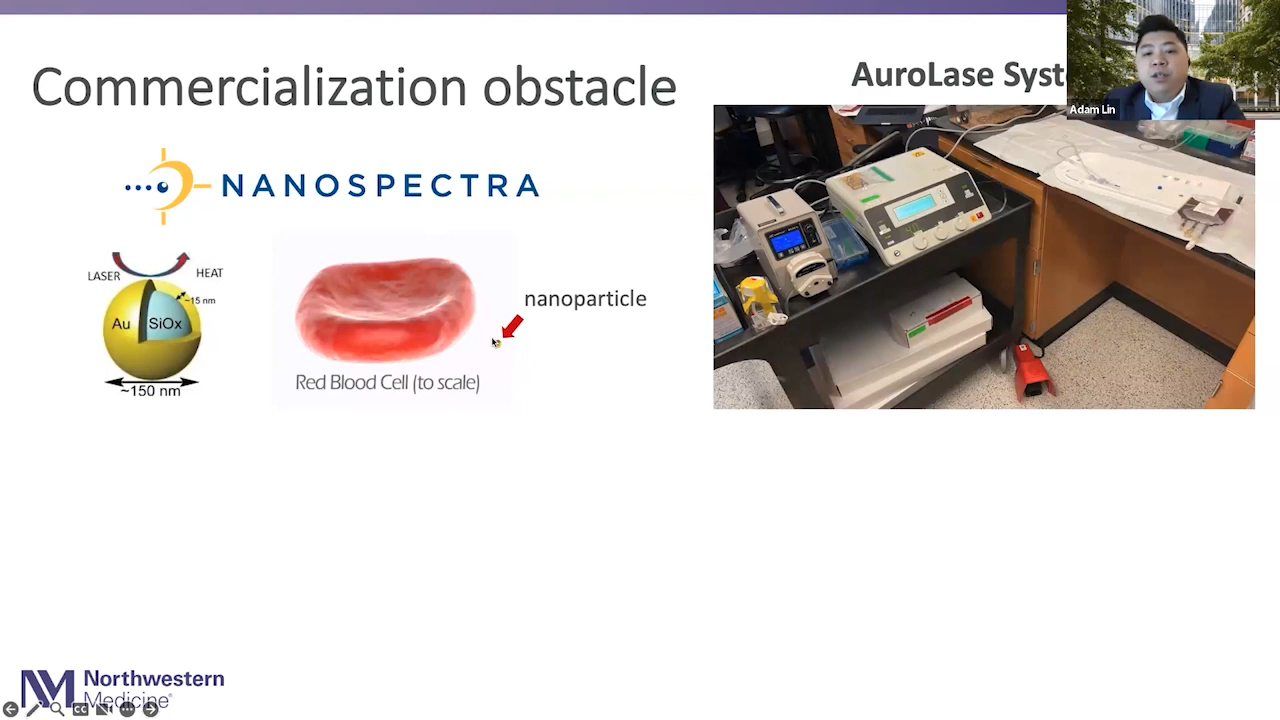 Commercialization obstacle
AuroLase Syst
Adam Lin
NANOSPECTRA
LASER
HEAT
~15 nm
Au
SiOx
~150 nm
nanoparticle
Red Blood Cell (to scale)
Northwestern
Medicine®
CC